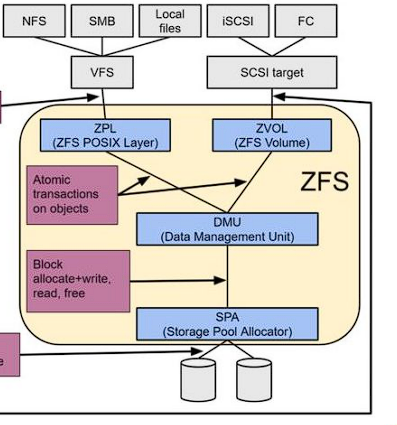 NFS
SMB
Local
files
iSCSI
FC
VFS
SCSI target
ZPL
(ZFS POSIX Layer)
ZVOL
(ZFS Volume)
ZFS
Atomic
transactions
on objects
DMU
(Data Management Unit)
Block
allocate+write,
read, free
SPA
(Storage Pool Allocator)